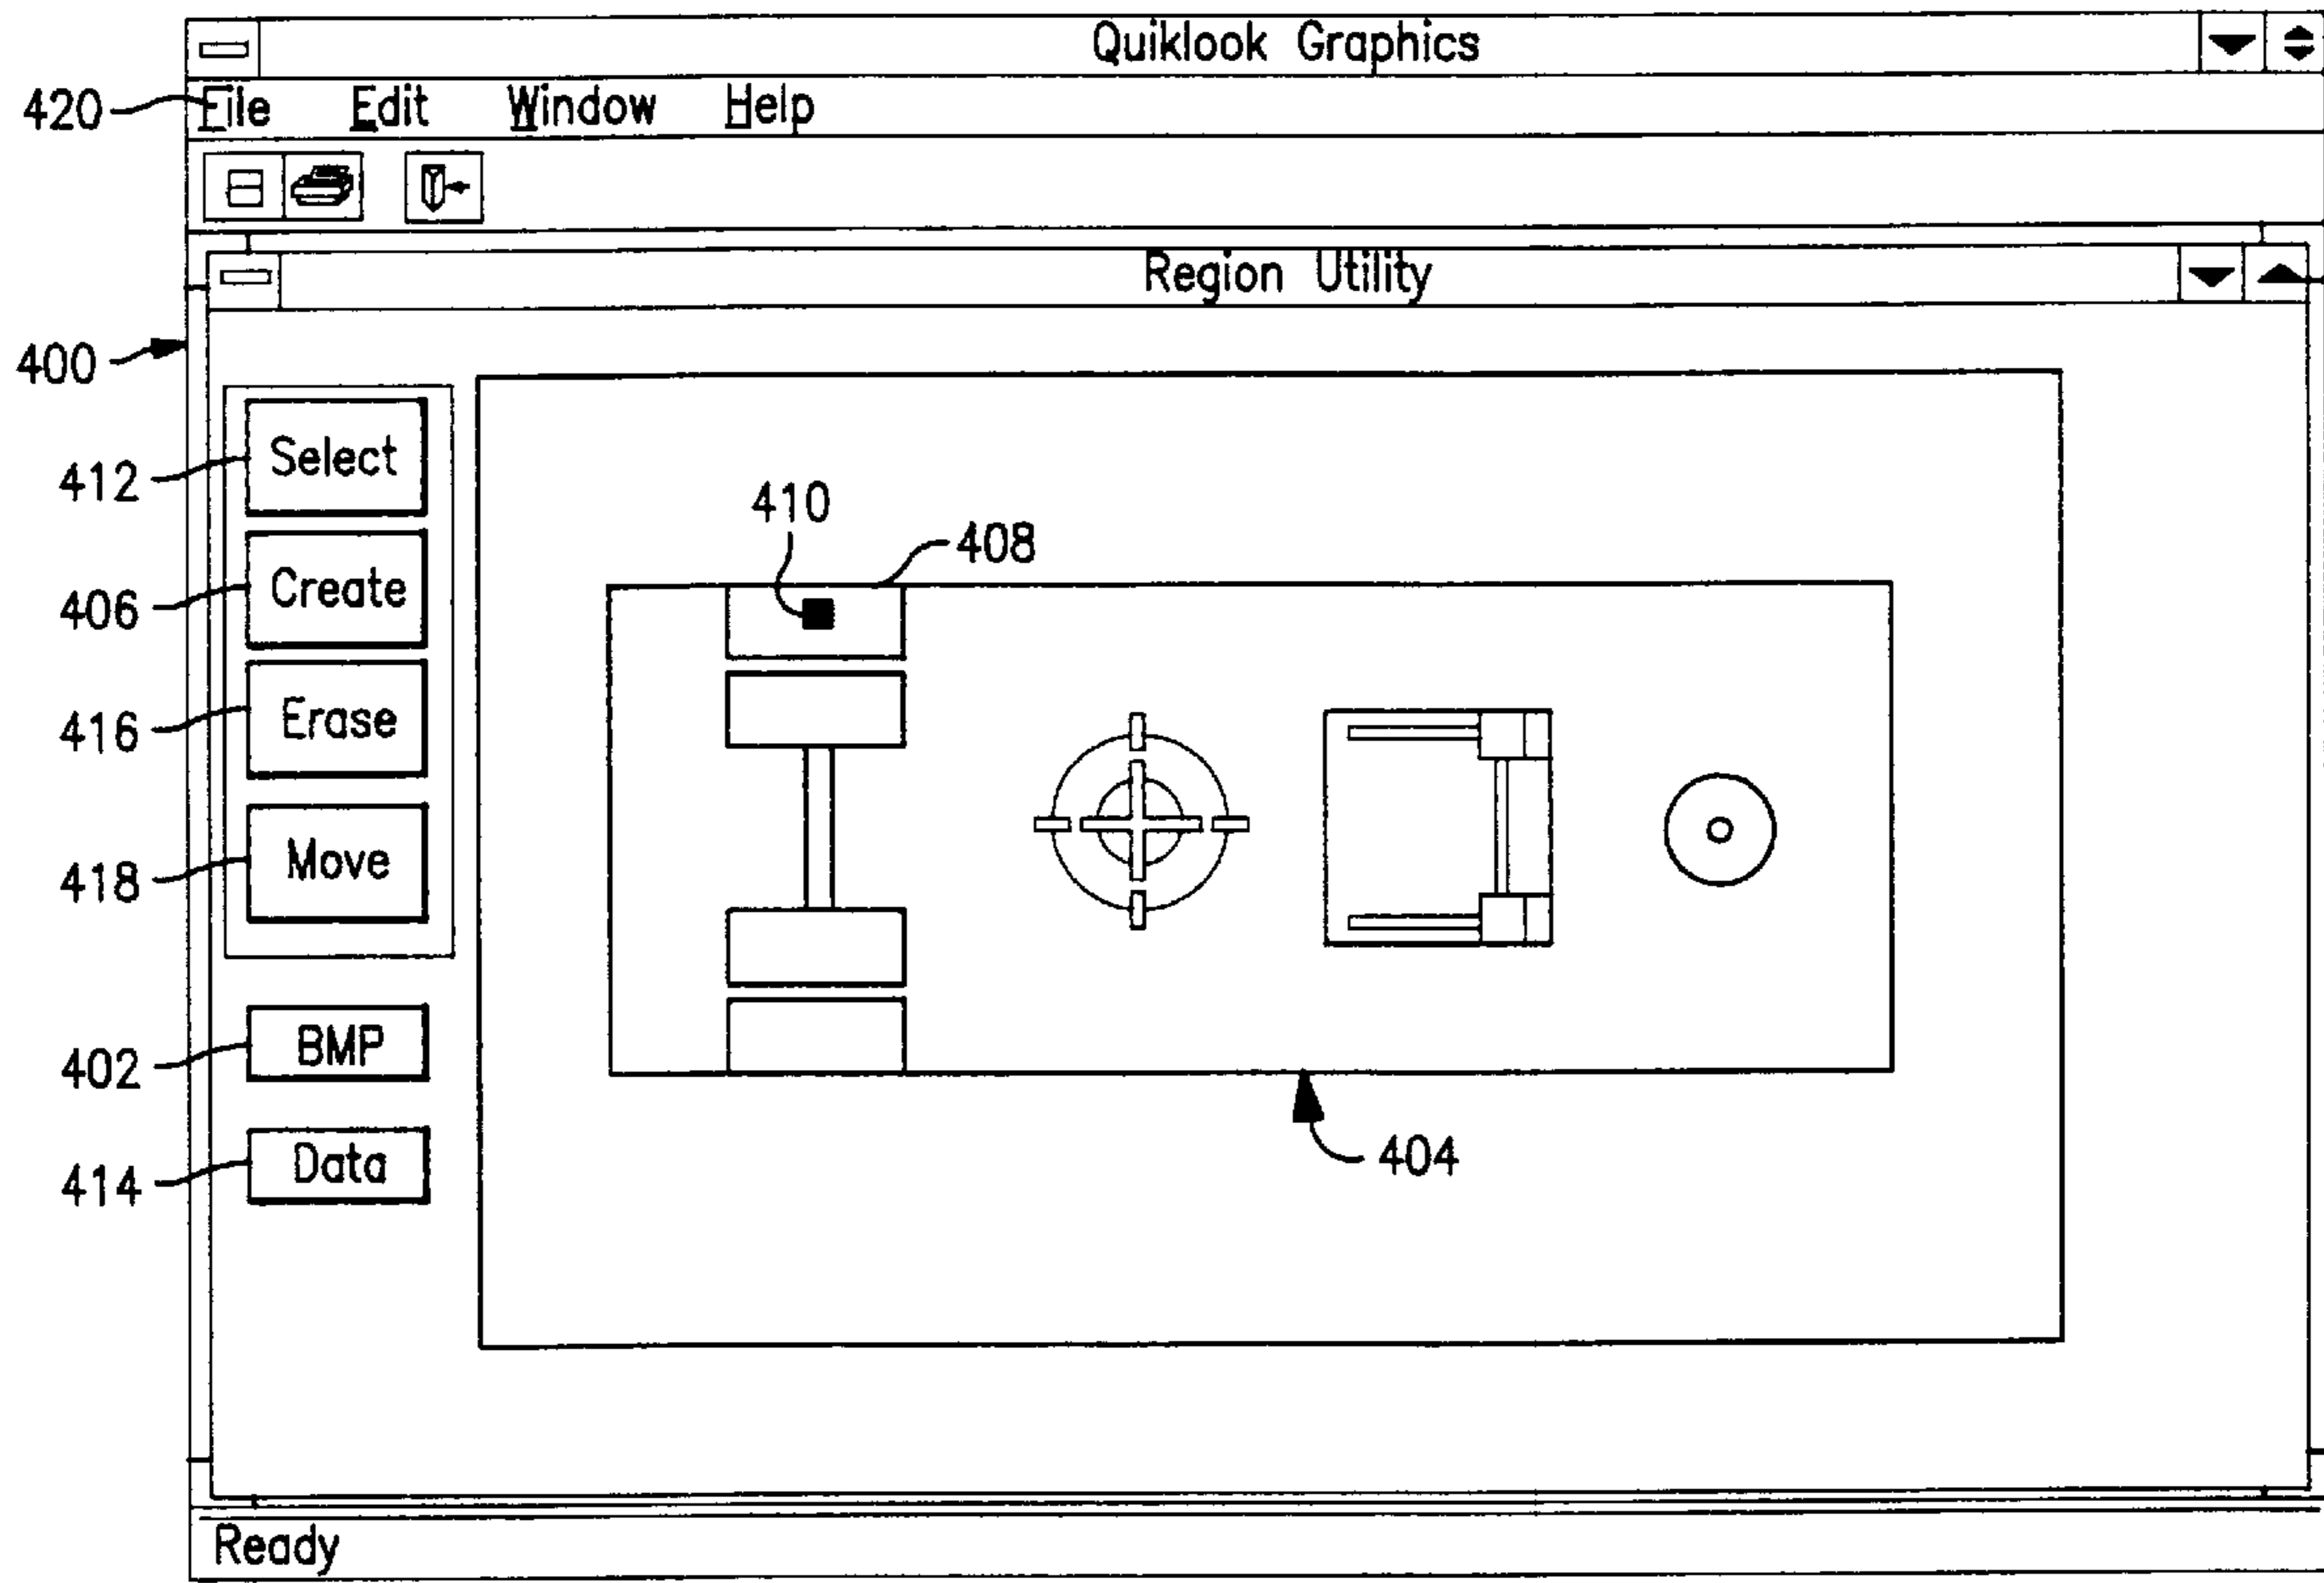 Quiklook Graphics
420 File Edit Window Help
Region Utility
400
Select
412
410
408
Create
406
Erase
416
Move
418
BMP
402
404
Data
414
Ready